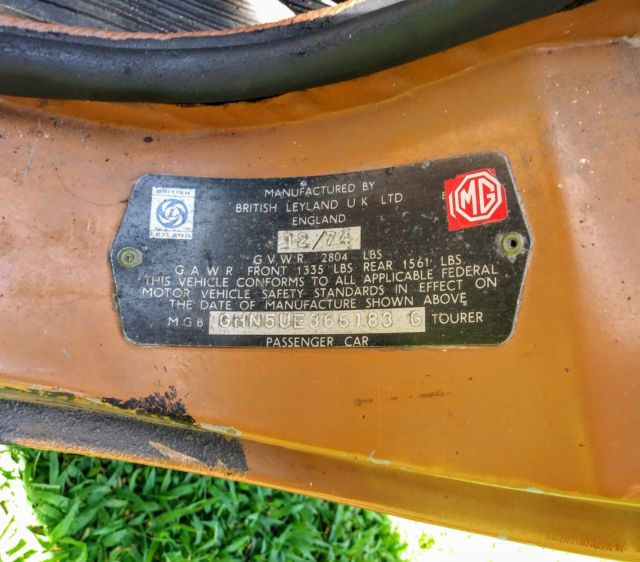 BRITISH
LEYLAND
MG
MANUFACTURED BY
BRITISH LEYLAND U K LTD
ENGLAND
12/74
G.V.W.R. 2804 LBS
G A W R FRONT 1335 LBS REAR 1561 LBS
THIS VEHICLE CONFORMS TO ALL APPLICABLE FEDERAL
MOTOR VEHICLE SAFETY STANDARDS IN EFFECT ON
THE DATE OF MANUFACTURE SHOWN ABOVE
M G B GHN5UE366183 G TOURER
PASSENGER CAR